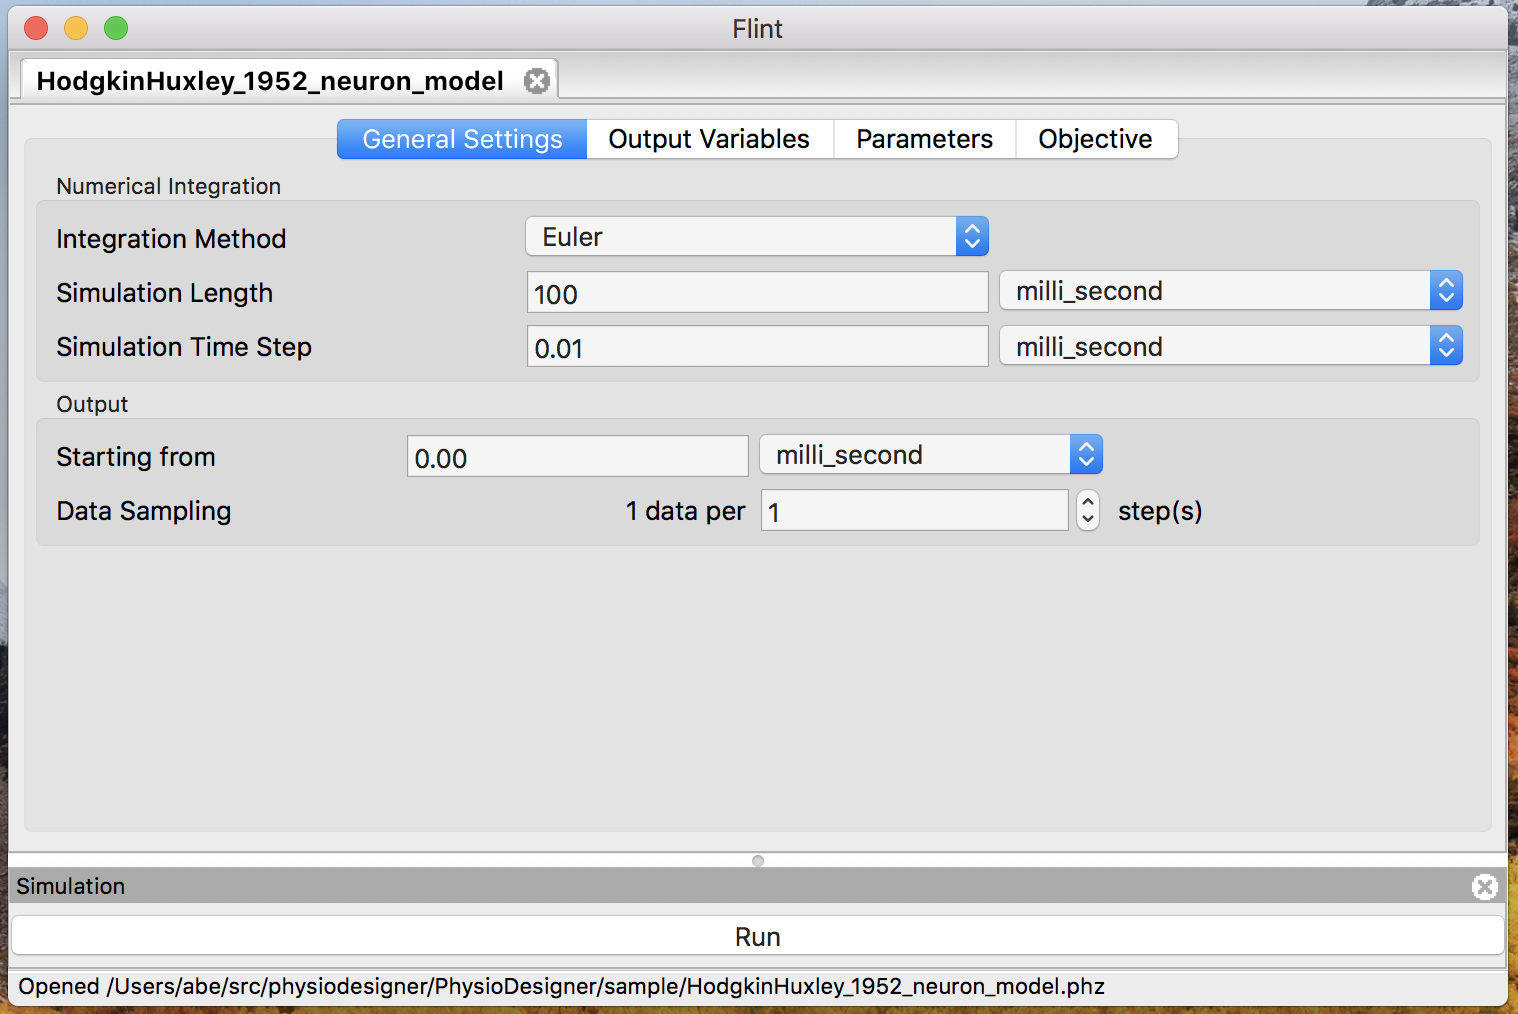 Flint
HodgkinHuxley_1952_neuron_model
General Settings Output Variables Parameters Objective
Numerical Integration
Integration Method Euler
Simulation Length 100 milli_second
Simulation Time Step 0.01 milli_second
Output
Starting from 0.00 milli_second
Data Sampling 1 data per 1 step(s)
Simulation
Run
Opened /Users/abe/src/physiodesigner/PhysioDesigner/sample/HodgkinHuxley_1952_neuron_model.phz